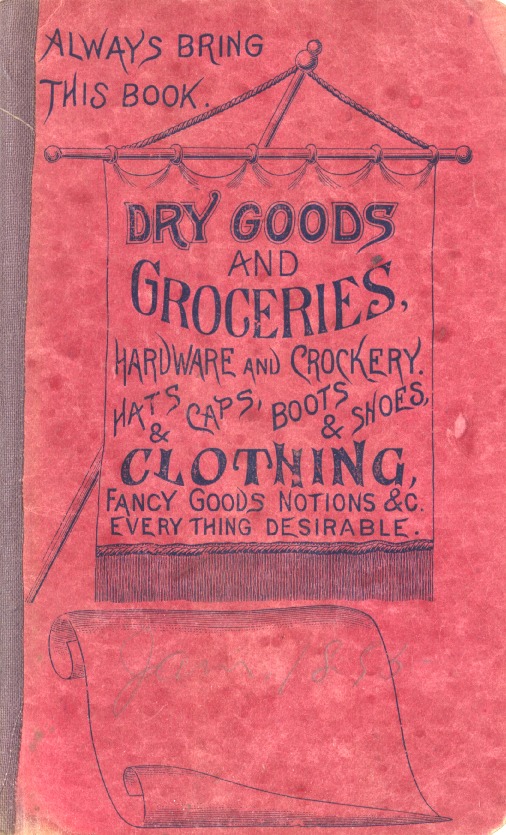 ALWAYS BRING
THIS BOOK.
DRY GOODS
AND
GROCERIES,
HARDWARE AND CROCKERY.
HATS & CAPS, BOOTS & SHOES,
CLOTHING,
FANCY GOODS NOTIONS &C.
EVERY THING DESIRABLE.
Jan.